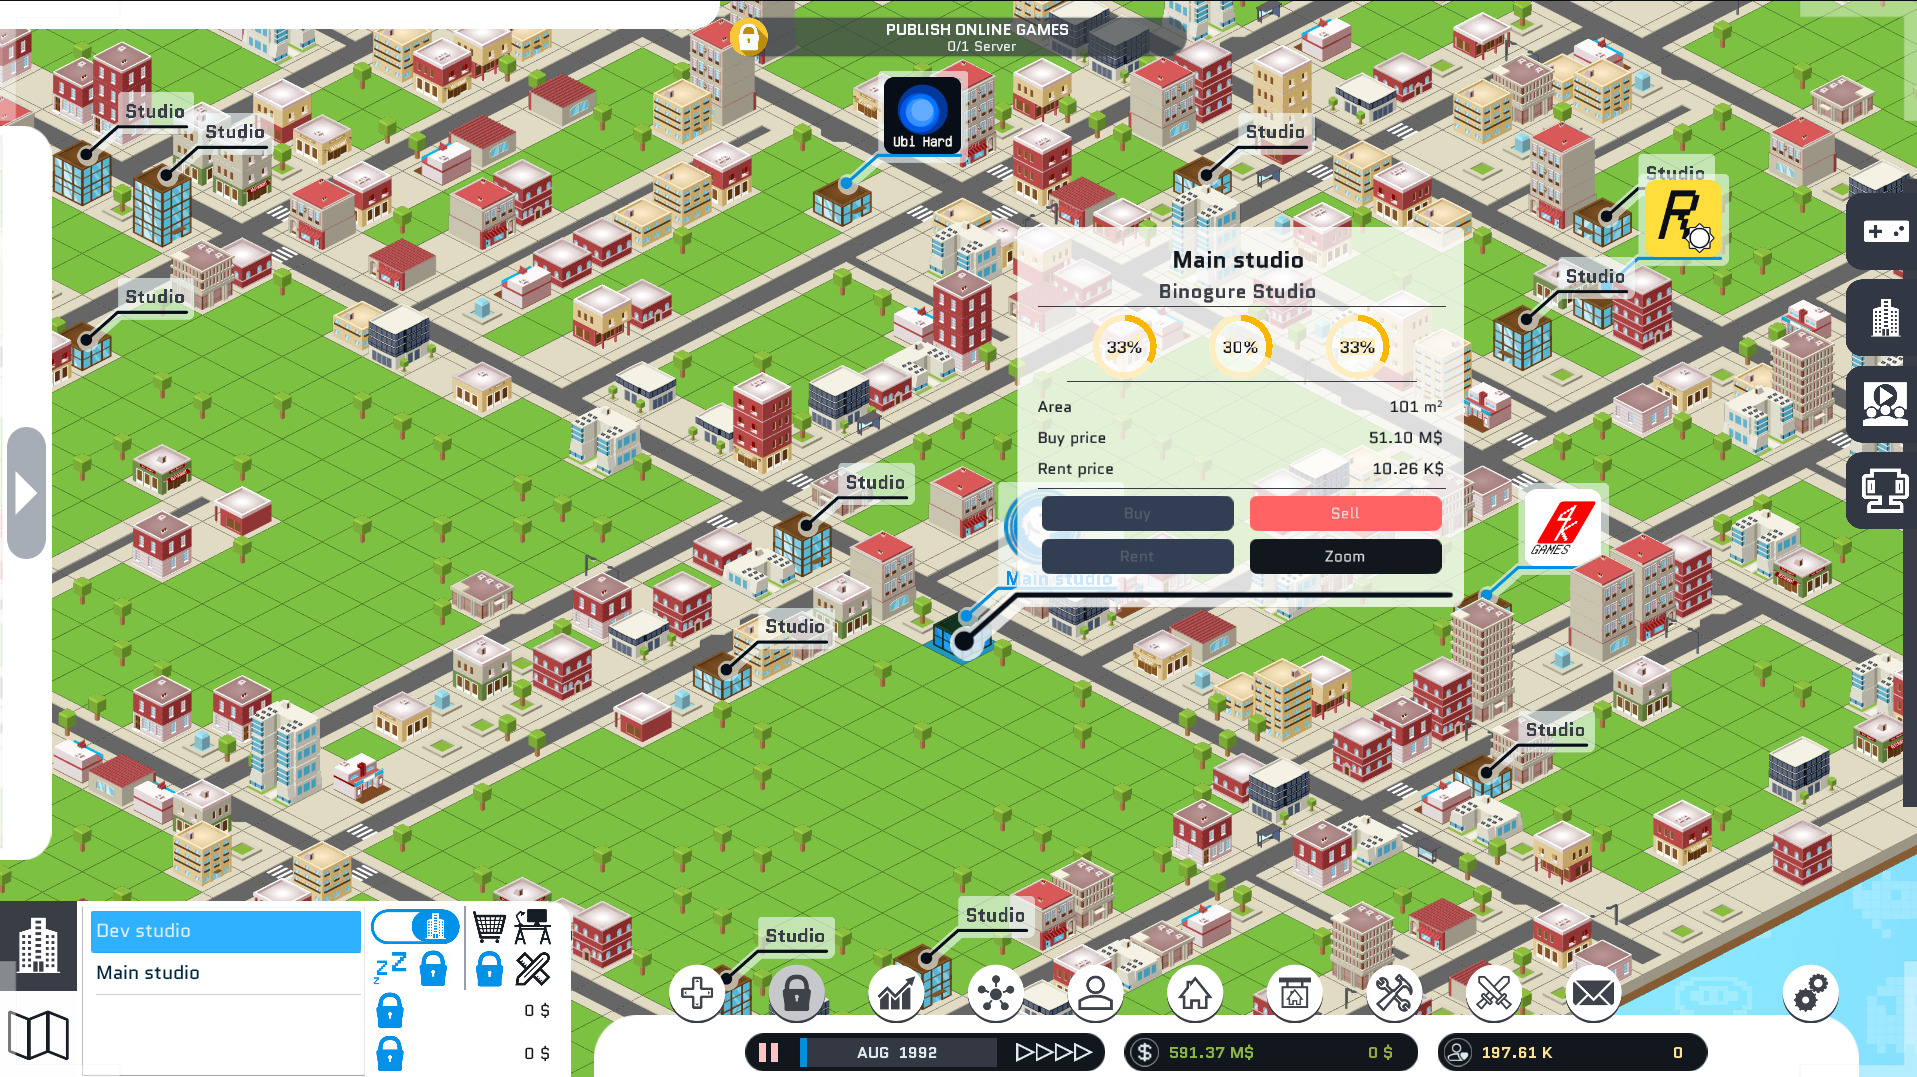 PUBLISH ONLINE GAMES
0/1 Server
Studio
Studio
Ubi Hard
Studio
Studio
R
Studio
Studio
Main studio
Binogure Studio
33%
30%
33%
Area
101 m²
Buy price
51.10 M$
Rent price
10.26 K$
Buy
Sell
Rent
Zoom
Main studio
Studio
4K
GAMES
Studio
Studio
Studio
Studio
Dev studio
Main studio
zzZ
0 $
0 $
AUG 1992
591.37 M$
0 $
197.61 K
0